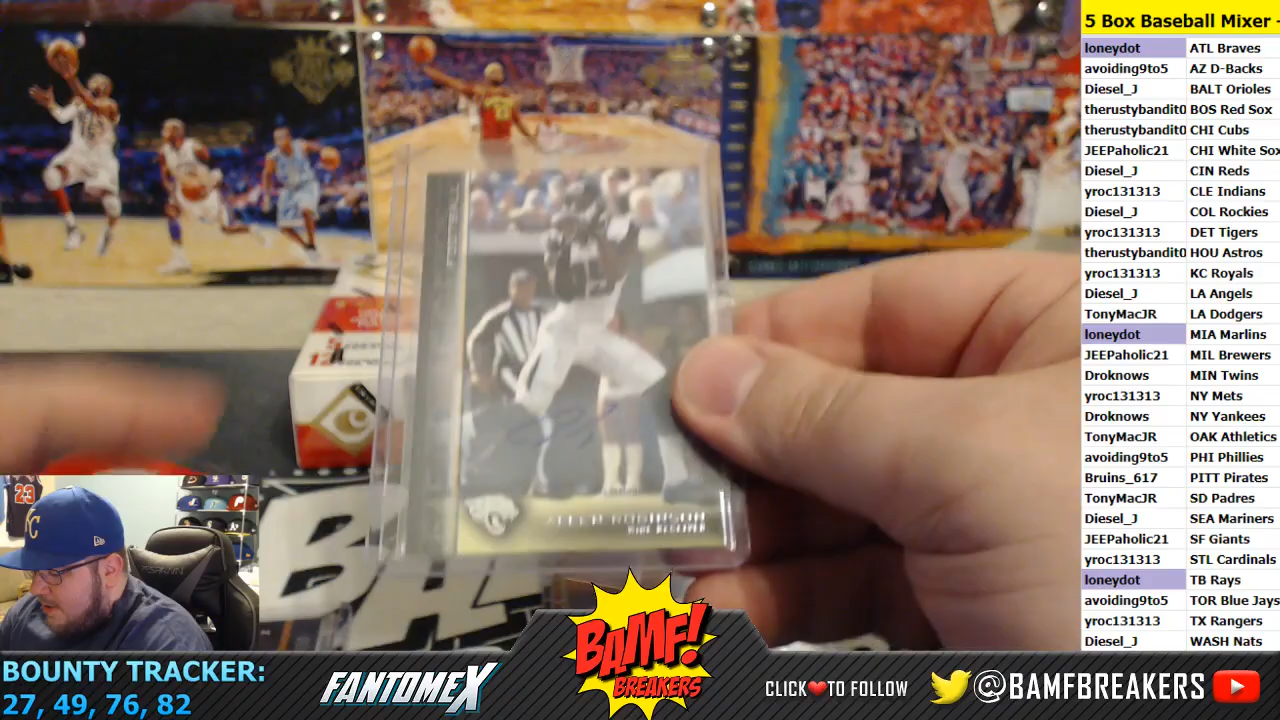 5 Box Baseball Mixer -
loneydot ATL Braves
avoiding9to5 AZ D-Backs
Diesel_J BALT Orioles
therustybandit0 BOS Red Sox
therustybandit0 CHI Cubs
JEEPaholic21 CHI White Sox
Diesel_J CIN Reds
yroc131313 CLE Indians
Diesel_J COL Rockies
yroc131313 DET Tigers
therustybandit0 HOU Astros
yroc131313 KC Royals
Diesel_J LA Angels
TonyMacJR LA Dodgers
loneydot MIA Marlins
JEEPaholic21 MIL Brewers
Droknows MIN Twins
yroc131313 NY Mets
Droknows NY Yankees
TonyMacJR OAK Athletics
avoiding9to5 PHI Phillies
Bruins_617 PITT Pirates
TonyMacJR SD Padres
Diesel_J SEA Mariners
JEEPaholic21 SF Giants
yroc131313 STL Cardinals
loneydot TB Rays
avoiding9to5 TOR Blue Jays
yroc131313 TX Rangers
Diesel_J WASH Nats
ROBINSON
WIDE RECEIVER
23
KC
BOUNTY TRACKER:
27, 49, 76, 82
FANTOMEX
BAMF!
BREAKERS
CLICK TO FOLLOW
@BAMFBREAKERS